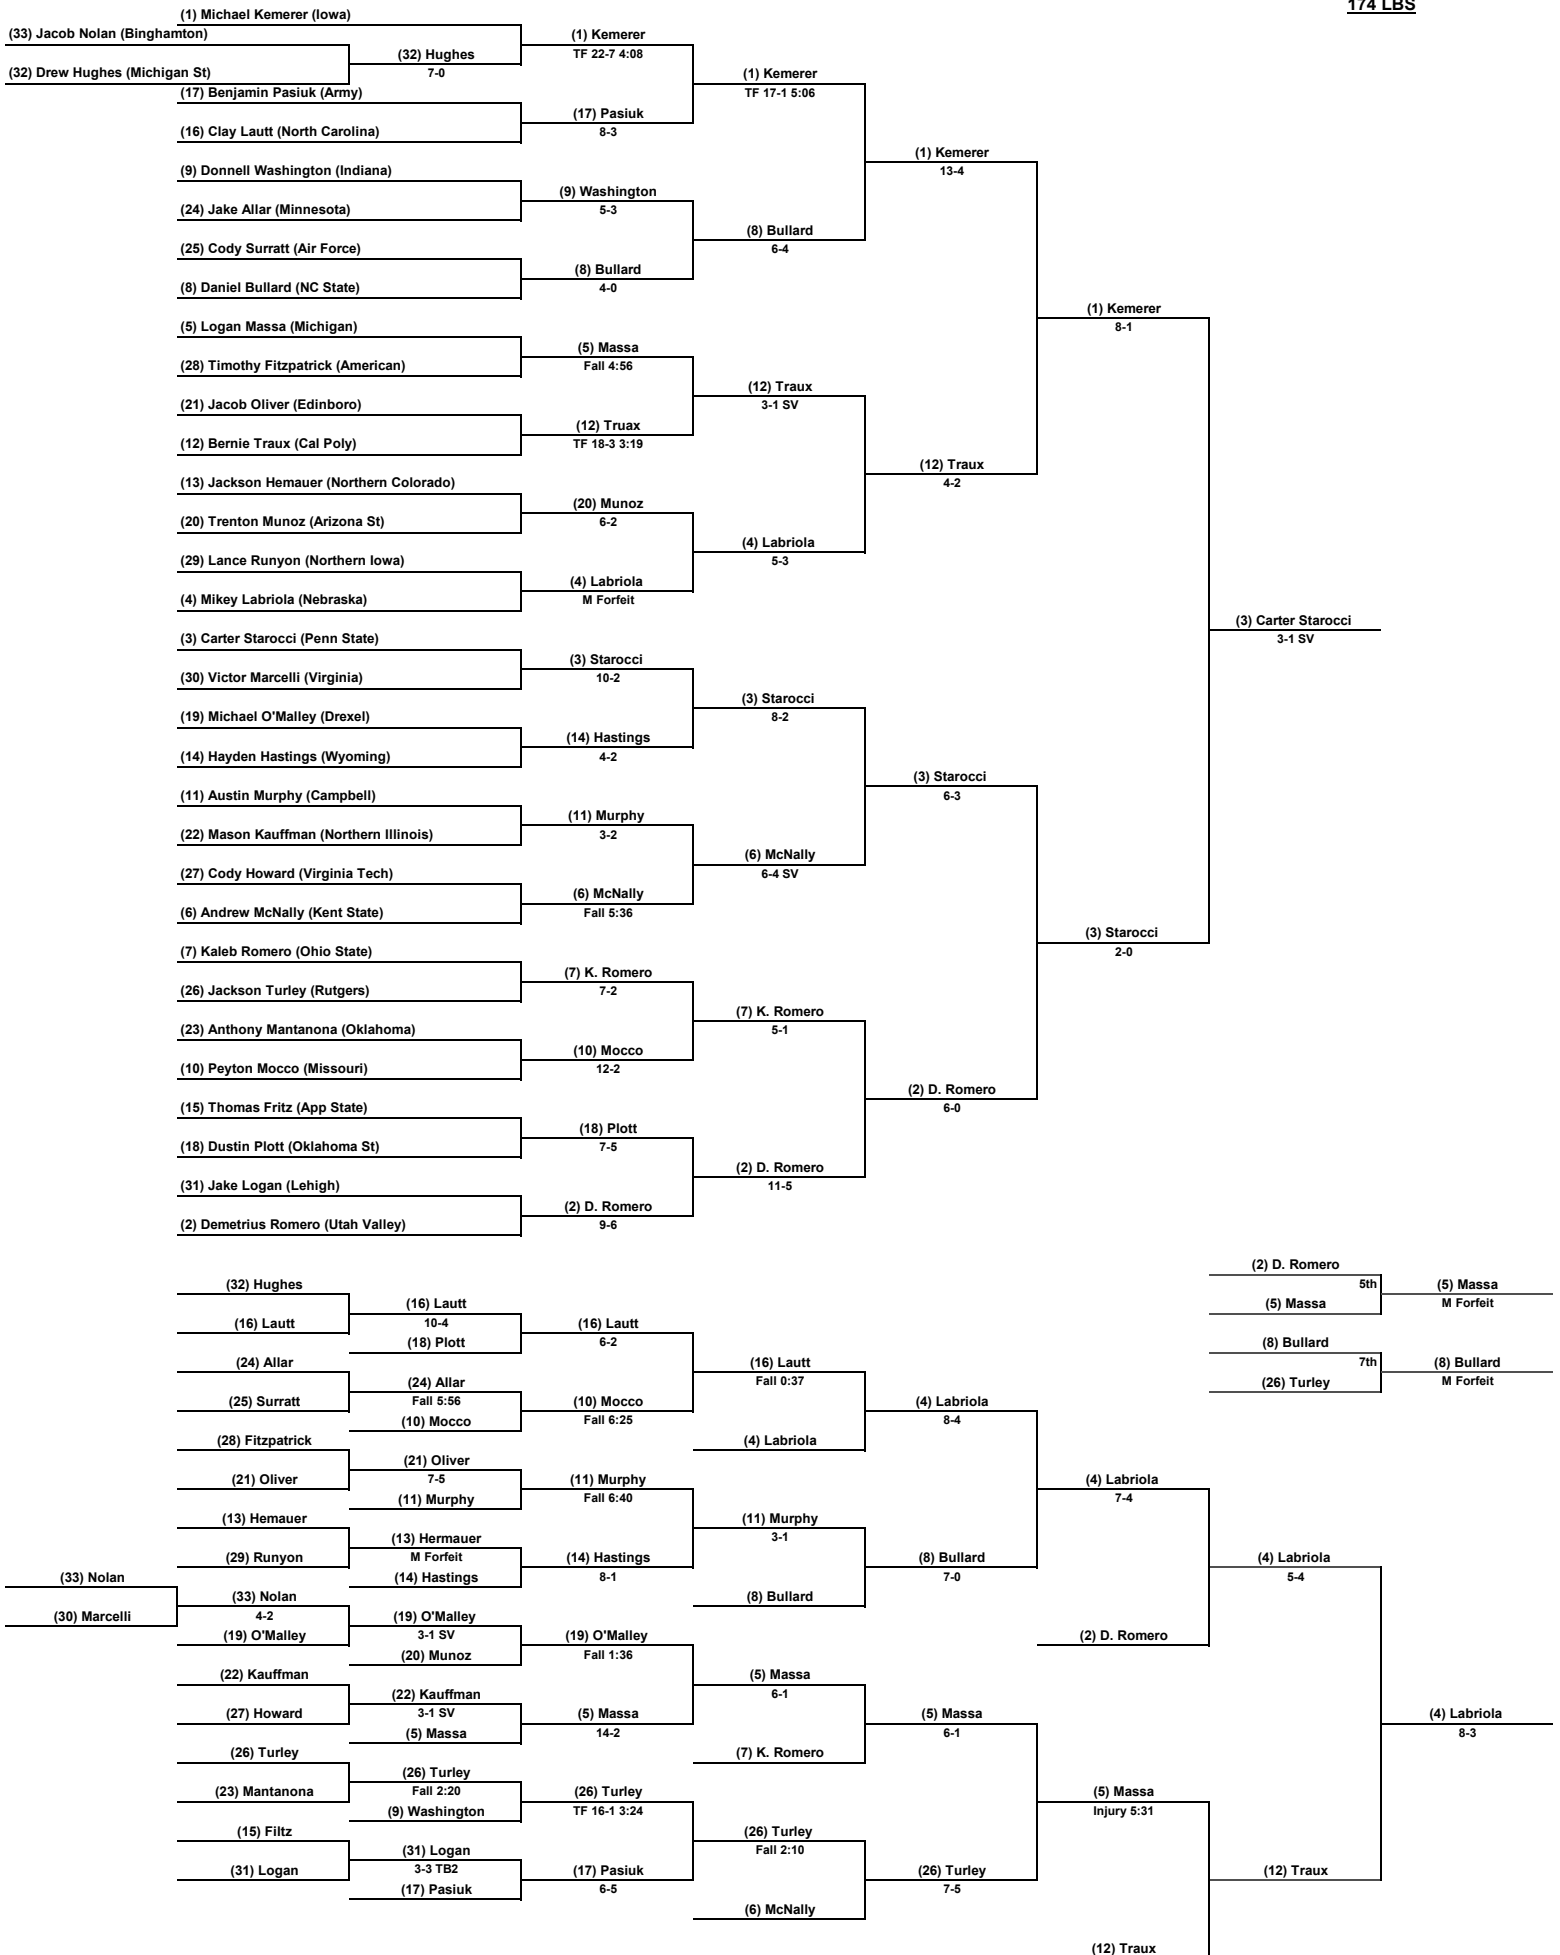 174 LBS
(1) Michael Kemerer (Iowa)
(33) Jacob Nolan (Binghamton)
(1) Kemerer
(32) Hughes
TF 22-7 4:08
(32) Drew Hughes (Michigan St)
7-0
(1) Kemerer
(17) Benjamin Pasiuk (Army)
TF 17-1 5:06
(17) Pasiuk
(16) Clay Lautt (North Carolina)
8-3
(1) Kemerer
(9) Donnell Washington (Indiana)
13-4
(9) Washington
(24) Jake Allar (Minnesota)
5-3
(8) Bullard
(25) Cody Surratt (Air Force)
6-4
(8) Bullard
(8) Daniel Bullard (NC State)
4-0
(1) Kemerer
(5) Logan Massa (Michigan)
8-1
(5) Massa
(28) Timothy Fitzpatrick (American)
Fall 4:56
(12) Traux
(21) Jacob Oliver (Edinboro)
3-1 SV
(12) Truax
(12) Bernie Traux (Cal Poly)
TF 18-3 3:19
(12) Traux
(13) Jackson Hemauer (Northern Colorado)
4-2
(20) Munoz
(20) Trenton Munoz (Arizona St)
6-2
(4) Labriola
(29) Lance Runyon (Northern Iowa)
5-3
(4) Labriola
(4) Mikey Labriola (Nebraska)
M Forfeit
(3) Carter Starocci
(3) Carter Starocci (Penn State)
3-1 SV
(3) Starocci
(30) Victor Marcelli (Virginia)
10-2
(3) Starocci
(19) Michael O'Malley (Drexel)
8-2
(14) Hastings
(14) Hayden Hastings (Wyoming)
4-2
(3) Starocci
(11) Austin Murphy (Campbell)
6-3
(11) Murphy
(22) Mason Kauffman (Northern Illinois)
3-2
(6) McNally
(27) Cody Howard (Virginia Tech)
6-4 SV
(6) McNally
(6) Andrew McNally (Kent State)
Fall 5:36
(3) Starocci
(7) Kaleb Romero (Ohio State)
2-0
(7) K. Romero
(26) Jackson Turley (Rutgers)
7-2
(7) K. Romero
(23) Anthony Mantanona (Oklahoma)
5-1
(10) Mocco
(10) Peyton Mocco (Missouri)
12-2
(2) D. Romero
(15) Thomas Fritz (App State)
6-0
(18) Plott
(18) Dustin Plott (Oklahoma St)
7-5
(2) D. Romero
(31) Jake Logan (Lehigh)
11-5
(2) D. Romero
(2) Demetrius Romero (Utah Valley)
9-6
(2) D. Romero
(32) Hughes
5th
(5) Massa
(16) Lautt
(5) Massa
M Forfeit
10-4
(16) Lautt
(16) Lautt
(18) Plott
6-2
(8) Bullard
(24) Allar
(16) Lautt
7th
(8) Bullard
(24) Allar
Fall 0:37
(26) Turley
M Forfeit
(25) Surratt
Fall 5:56
(10) Mocco
(4) Labriola
(10) Mocco
Fall 6:25
8-4
(28) Fitzpatrick
(4) Labriola
(21) Oliver
(21) Oliver
7-5
(11) Murphy
(4) Labriola
(11) Murphy
Fall 6:40
7-4
(13) Hemauer
(11) Murphy
(13) Hermauer
3-1
(29) Runyon
M Forfeit
(14) Hastings
(8) Bullard
(4) Labriola
(33) Nolan
(14) Hastings
8-1
7-0
5-4
(33) Nolan
(8) Bullard
(30) Marcelli
4-2
(19) O'Malley
(19) O'Malley
3-1 SV
(19) O'Malley
(2) D. Romero
(20) Munoz
Fall 1:36
(22) Kauffman
(5) Massa
(22) Kauffman
6-1
(27) Howard
3-1 SV
(5) Massa
(5) Massa
(4) Labriola
(5) Massa
14-2
6-1
8-3
(26) Turley
(7) K. Romero
(26) Turley
(23) Mantanona
Fall 2:20
(26) Turley
(5) Massa
(9) Washington
TF 16-1 3:24
Injury 5:31
(15) Filtz
(26) Turley
(31) Logan
Fall 2:10
(31) Logan
3-3 TB2
(17) Pasiuk
(26) Turley
(12) Traux
(17) Pasiuk
6-5
7-5
(6) McNally
(12) Traux